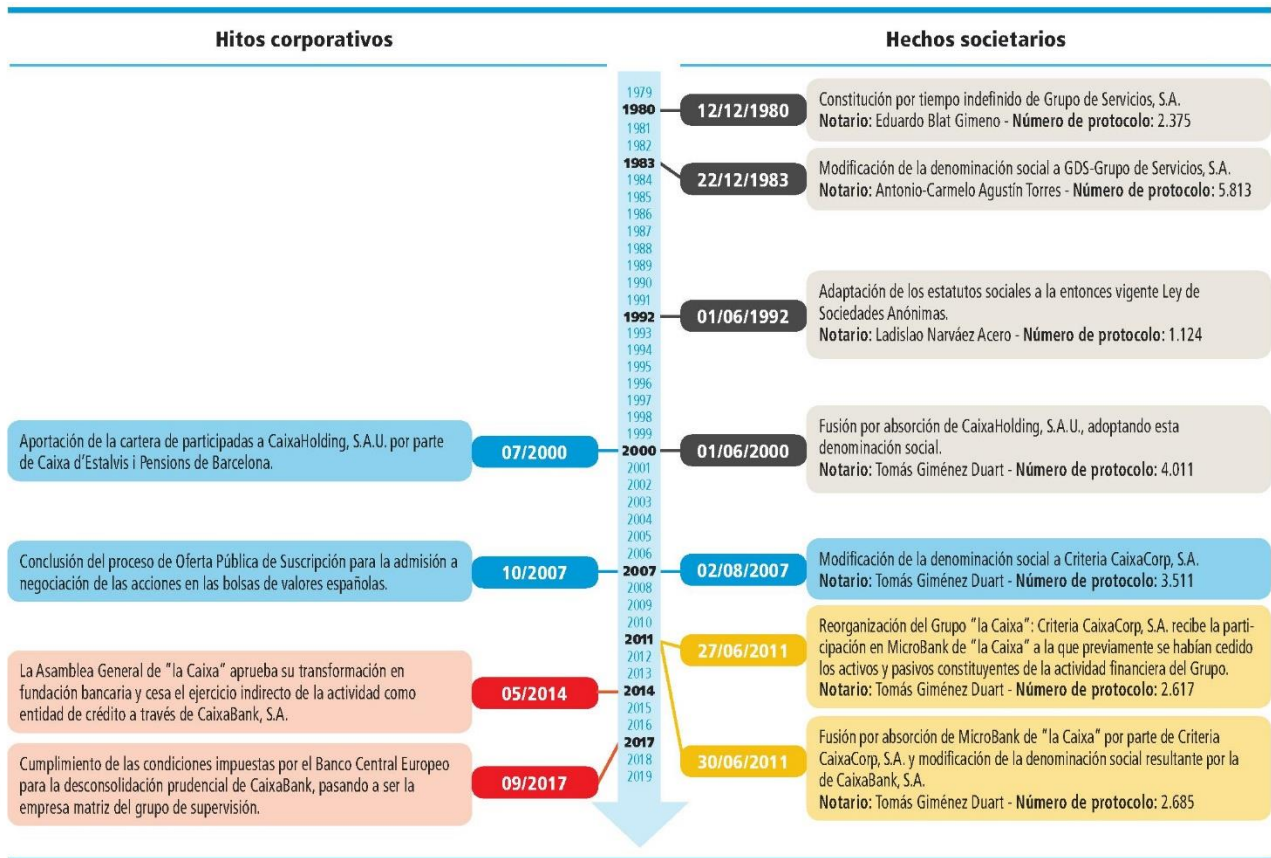 Hitos corporativos
Hechos societarios
1979
1980
1981
1982
1983
1984
1985
1986
1987
1988
1989
1990
1991
1992
1993
1994
1995
1996
1997
1998
1999
2000
2001
2002
2003
2004
2005
2006
2007
2008
2009
2010
2011
2012
2013
2014
2015
2016
2017
2018
2019
07/2000
Aportación de la cartera de participadas a CaixaHolding, S.A.U. por parte
de Caixa d'Estalvis i Pensions de Barcelona.
10/2007
Conclusión del proceso de Oferta Pública de Suscripción para la admisión a
negociación de las acciones en las bolsas de valores españolas.
05/2014
La Asamblea General de "la Caixa" aprueba su transformación en
fundación bancaria y cesa el ejercicio indirecto de la actividad como
entidad de crédito a través de CaixaBank, S.A.
09/2017
Cumplimiento de las condiciones impuestas por el Banco Central Europeo
para la desconsolidación prudencial de CaixaBank, pasando a ser la
empresa matriz del grupo de supervisión.
12/12/1980
Constitución por tiempo indefinido de Grupo de Servicios, S.A.
Notario: Eduardo Blat Gimeno - Número de protocolo: 2.375
22/12/1983
Modificación de la denominación social a GDS-Grupo de Servicios, S.A.
Notario: Antonio-Carmelo Agustín Torres - Número de protocolo: 5.813
01/06/1992
Adaptación de los estatutos sociales a la entonces vigente Ley de
Sociedades Anónimas.
Notario: Ladislao Narváez Acero - Número de protocolo: 1.124
01/06/2000
Fusión por absorción de CaixaHolding, S.A.U., adoptando esta
denominación social.
Notario: Tomás Giménez Duart - Número de protocolo: 4.011
02/08/2007
Modificación de la denominación social a Criteria CaixaCorp, S.A.
Notario: Tomás Giménez Duart - Número de protocolo: 3.511
27/06/2011
Reorganización del Grupo "la Caixa": Criteria CaixaCorp, S.A. recibe la parti-
cipación en MicroBank de "la Caixa" a la que previamente se habían cedido
los activos y pasivos constituyentes de la actividad financiera del Grupo.
Notario: Tomás Giménez Duart - Número de protocolo: 2.617
30/06/2011
Fusión por absorción de MicroBank de "la Caixa" por parte de Criteria
CaixaCorp, S.A. y modificación de la denominación social resultante por la
de CaixaBank, S.A.
Notario: Tomás Giménez Duart - Número de protocolo: 2.685